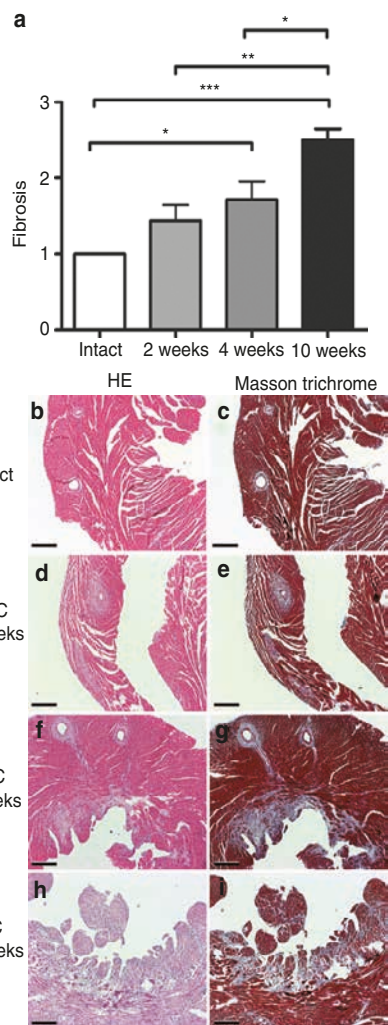 a
*
**
***
*
3
2
1
0
Fibrosis
Intact 2 weeks 4 weeks 10 weeks
HE Masson trichrome
b c
d e
f g
h i